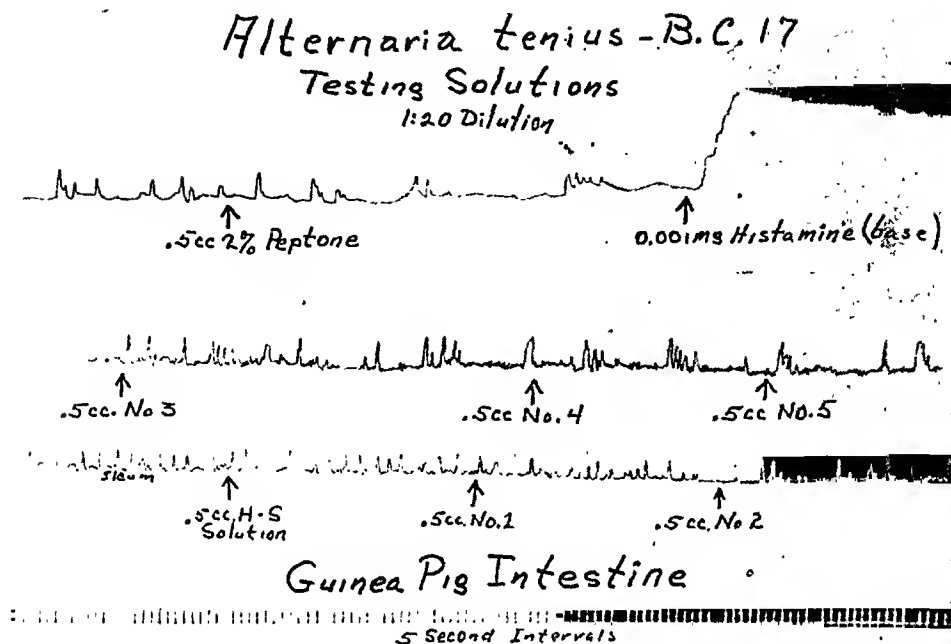 Alternaria tenius - B.C. 17
Testing Solutions
1:20 Dilution
.5cc 2% Peptone
0.001mg Histamine (base)
.5cc. No 3
.5cc No. 4
.5cc No. 5
Ileum
.5cc. H-S
Solution
.5cc. No. 1
.5cc. No 2
Guinea Pig Intestine
5 Second Intervals